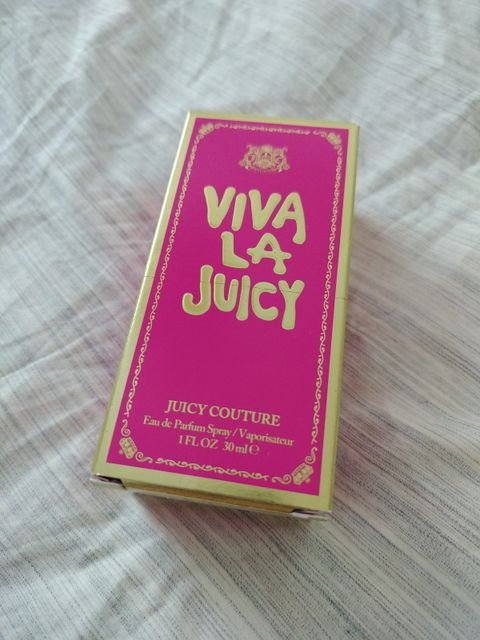 VIVA
LA
JUICY
JUICY COUTURE
Eau de Parfum Spray / Vaporisateur
1 FL OZ 30 ml ℮